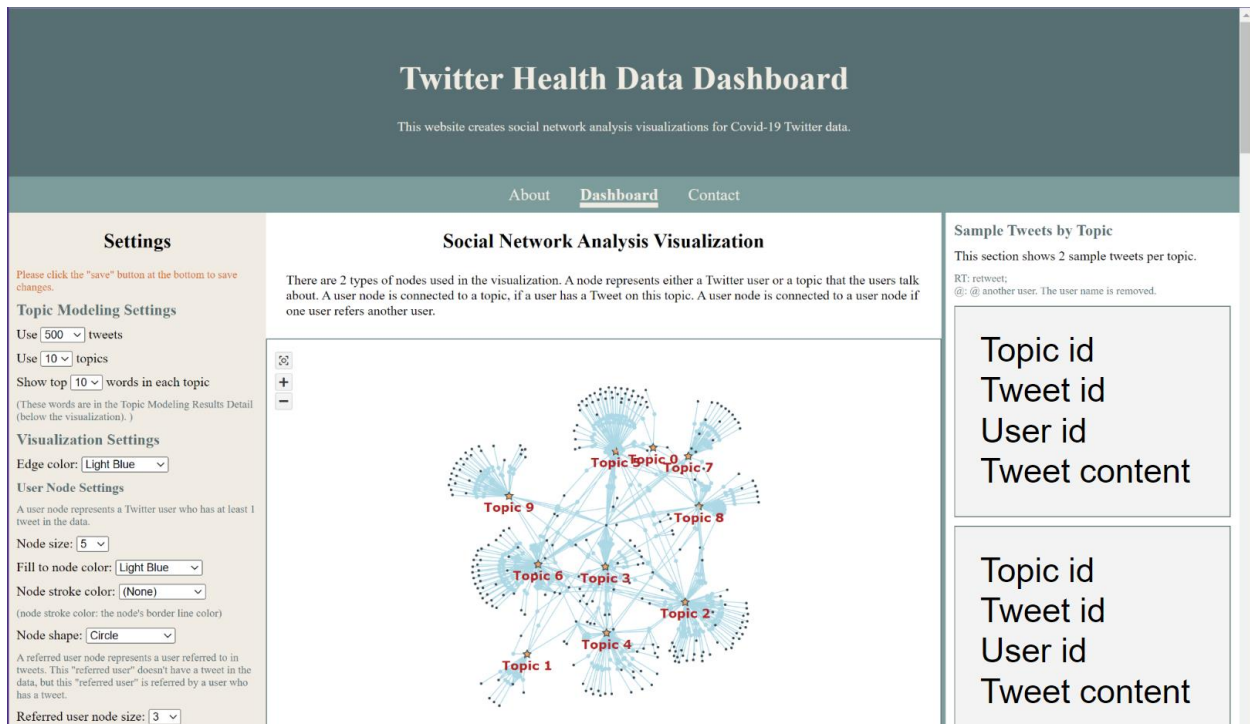 Twitter Health Data Dashboard
This website creates social network analysis visualizations for Covid-19 Twitter data.
About Dashboard Contact
Settings
Please click the "save" button at the bottom to save
changes.
Topic Modeling Settings
Use 500 tweets
Use 10 topics
Show top 10 words in each topic
(These words are in the Topic Modeling Results Detail
(below the visualization). )
Visualization Settings
Edge color: Light Blue
User Node Settings
A user node represents a Twitter user who has at least 1
tweet in the data.
Node size: 5
Fill to node color: Light Blue
Node stroke color: (None)
(node stroke color: the node's border line color)
Node shape: Circle
A referred user node represents a user referred to in
tweets. This "referred user" doesn't have a tweet in the
data, but this "referred user" is referred by a user who
has a tweet.
Referred user node size: 3
Social Network Analysis Visualization
There are 2 types of nodes used in the visualization. A node represents either a Twitter user or a topic that the users talk
about. A user node is connected to a topic, if a user has a Tweet on this topic. A user node is connected to a user node if
one user refers another user.
+
−
Topic 5
Topic 0
Topic 7
Topic 9
Topic 8
Topic 6
Topic 3
Topic 2
Topic 4
Topic 1
Sample Tweets by Topic
This section shows 2 sample tweets per topic.
RT: retweet;
@: @ another user. The user name is removed.
Topic id
Tweet id
User id
Tweet content
Topic id
Tweet id
User id
Tweet content